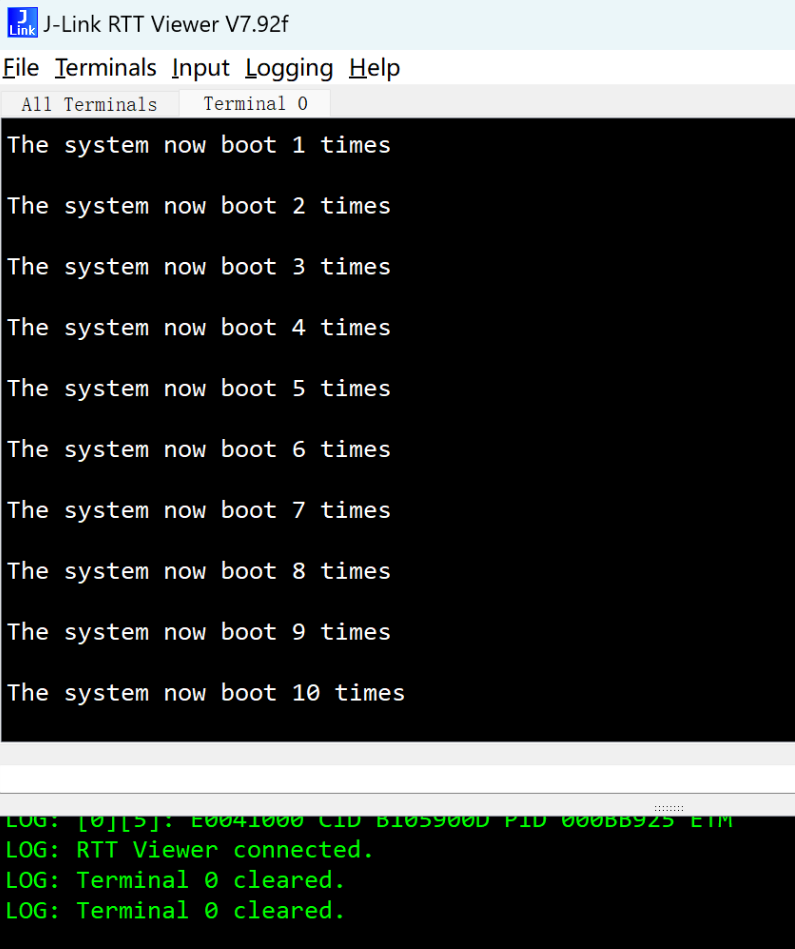 J Link J-Link RTT Viewer V7.92f
File Terminals Input Logging Help
All Terminals Terminal 0
The system now boot 1 times
The system now boot 2 times
The system now boot 3 times
The system now boot 4 times
The system now boot 5 times
The system now boot 6 times
The system now boot 7 times
The system now boot 8 times
The system now boot 9 times
The system now boot 10 times
LOG: [0][5]: E0041000 CID B105900D PID 000BB925 ETM
LOG: RTT Viewer connected.
LOG: Terminal 0 cleared.
LOG: Terminal 0 cleared.